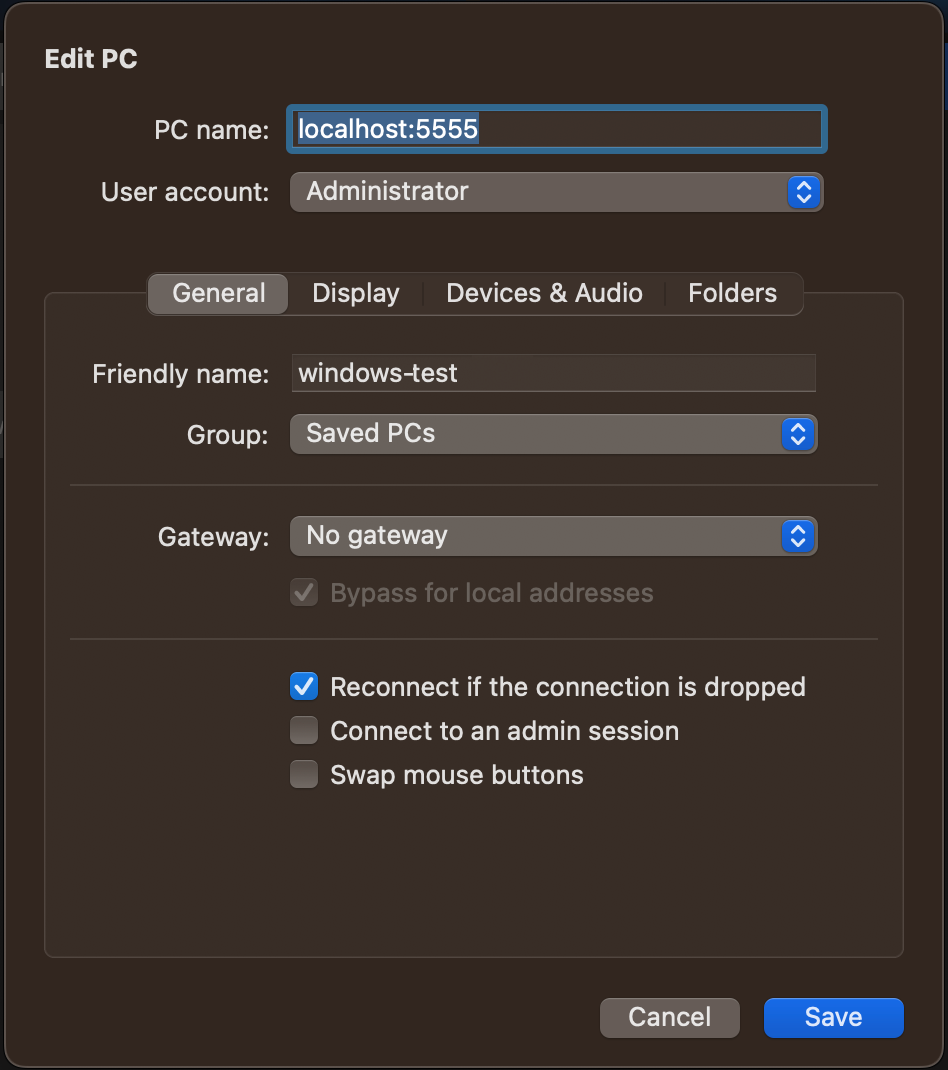 Edit PC
PC name: localhost:5555
User account: Administrator
General Display Devices & Audio Folders
Friendly name: windows-test
Group: Saved PCs
Gateway: No gateway
Bypass for local addresses
Reconnect if the connection is dropped
Connect to an admin session
Swap mouse buttons
Cancel Save